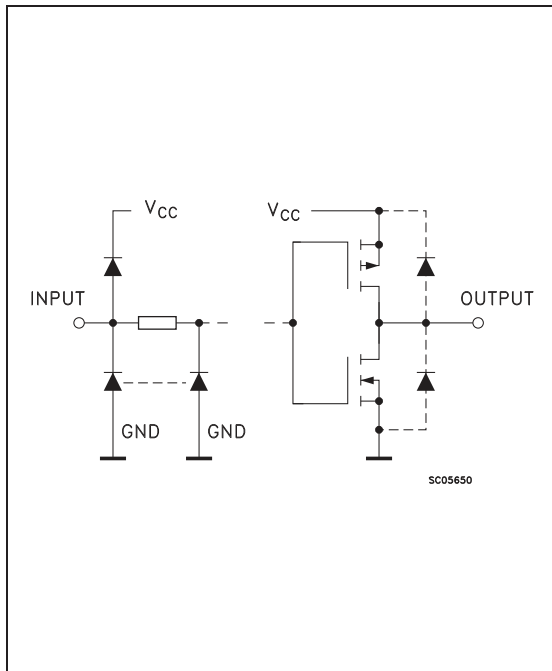 VCC
VCC
INPUT
OUTPUT
GND
GND
SC05650